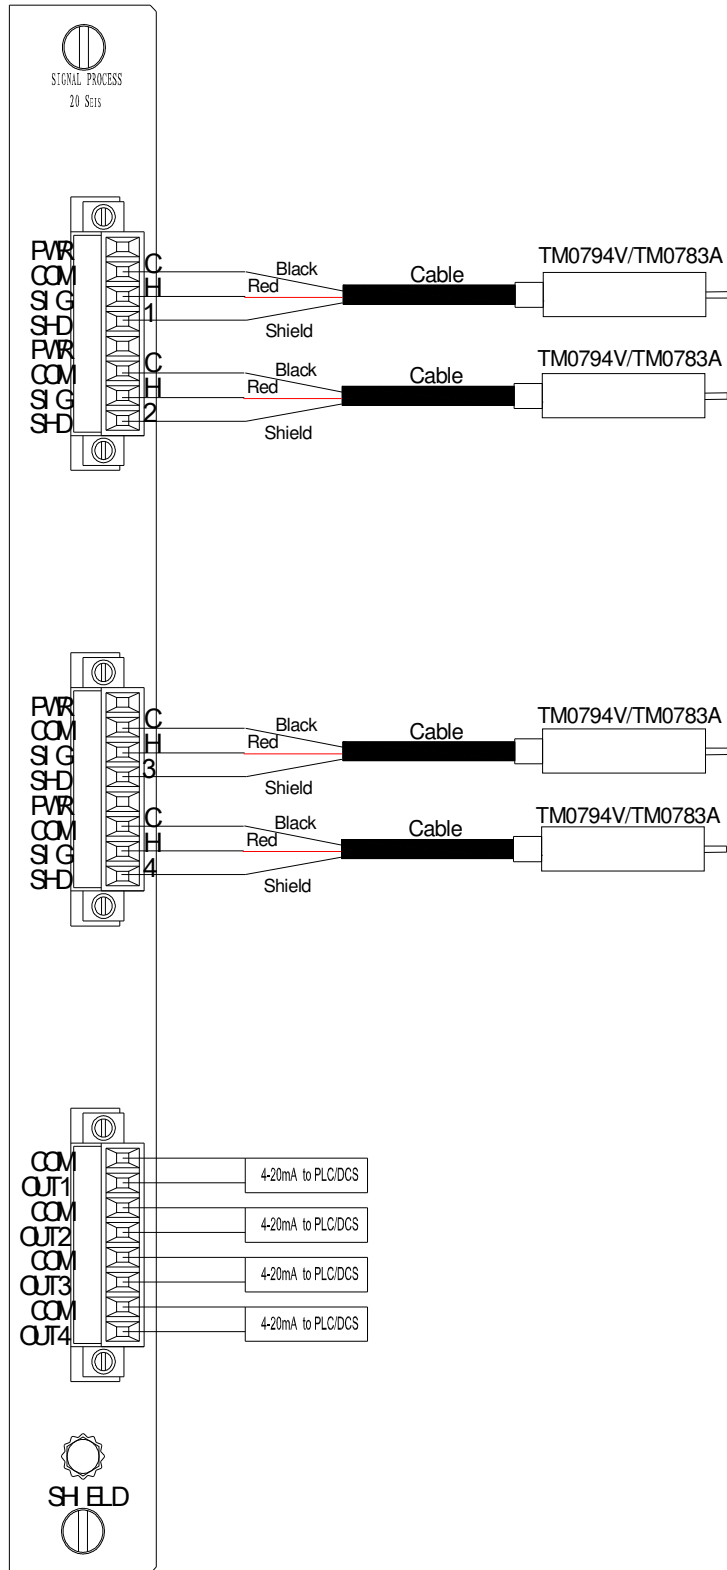 SIGNAL PROCESS
20 SEIS
PWR
COM
SIG
SHD
PWR
COM
SIG
SHD
C
H
1
C
H
2
Black
Red
Shield
Cable
TM0794V/TM0783A
Black
Red
Shield
Cable
TM0794V/TM0783A
PWR
COM
SIG
SHD
PWR
COM
SIG
SHD
C
H
3
C
H
4
Black
Red
Shield
Cable
TM0794V/TM0783A
Black
Red
Shield
Cable
TM0794V/TM0783A
COM
OUT1
COM
OUT2
COM
OUT3
COM
OUT4
4-20mA to PLC/DCS
4-20mA to PLC/DCS
4-20mA to PLC/DCS
4-20mA to PLC/DCS
SHIELD